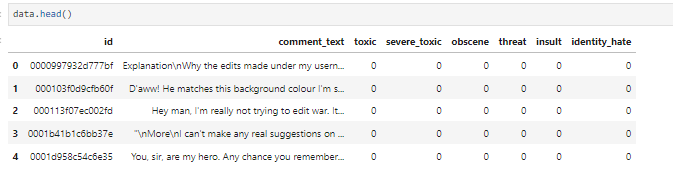 data.head()
id comment_text toxic severe_toxic obscene threat insult identity_hate
0 0000997932d777bf Explanation\nWhy the edits made under my usern... 0 0 0 0 0 0
1 000103f0d9cfb60f D'aww! He matches this background colour I'm s... 0 0 0 0 0 0
2 000113f07ec002fd Hey man, I'm really not trying to edit war. It... 0 0 0 0 0 0
3 0001b41b1c6bb37e "\nMore\nI can't make any real suggestions on ... 0 0 0 0 0 0
4 0001d958c54c6e35 You, sir, are my hero. Any chance you remember... 0 0 0 0 0 0